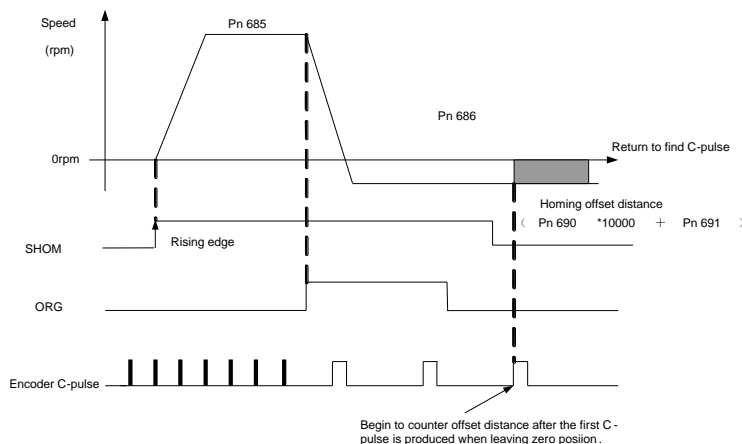 Speed
(rpm)
Pn 685
Pn 686
0rpm
Return to find C-pulse
Homing offset distance
( Pn 690 *10000 + Pn 691 )
SHOM
Rising edge
ORG
Encoder C-pulse
Begin to counter offset distance after the first C -
pulse is produced when leaving zero posiion .